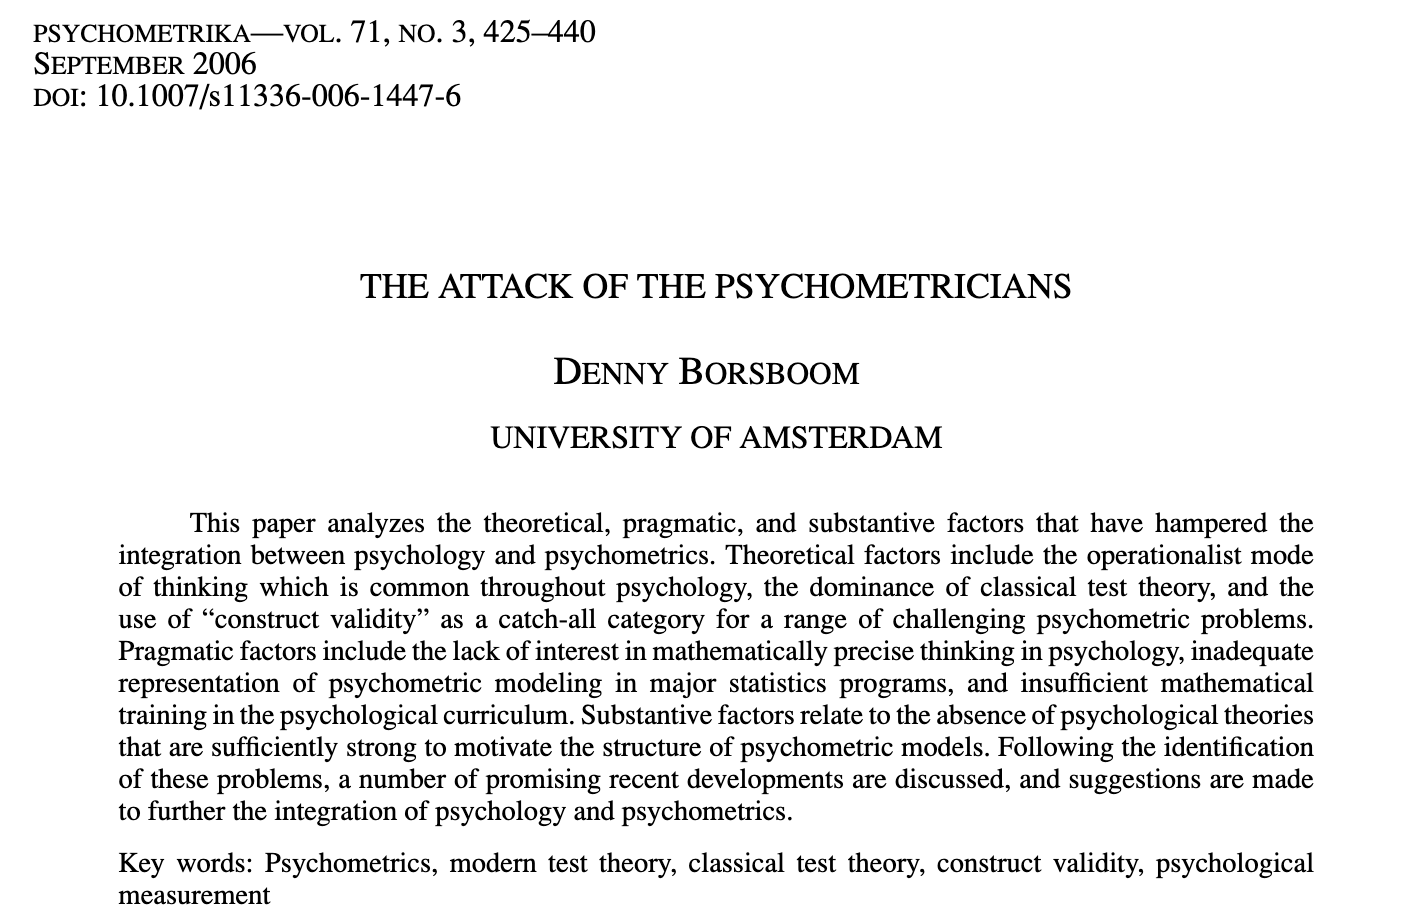 PSYCHOMETRIKA—VOL. 71, NO. 3, 425–440
SEPTEMBER 2006
DOI: 10.1007/s11336-006-1447-6
THE ATTACK OF THE PSYCHOMETRICIANS
DENNY BORSBOOM
UNIVERSITY OF AMSTERDAM
This paper analyzes the theoretical, pragmatic, and substantive factors that have hampered the
integration between psychology and psychometrics. Theoretical factors include the operationalist mode
of thinking which is common throughout psychology, the dominance of classical test theory, and the
use of “construct validity” as a catch-all category for a range of challenging psychometric problems.
Pragmatic factors include the lack of interest in mathematically precise thinking in psychology, inadequate
representation of psychometric modeling in major statistics programs, and insufficient mathematical
training in the psychological curriculum. Substantive factors relate to the absence of psychological theories
that are sufficiently strong to motivate the structure of psychometric models. Following the identification
of these problems, a number of promising recent developments are discussed, and suggestions are made
to further the integration of psychology and psychometrics.
Key words: Psychometrics, modern test theory, classical test theory, construct validity, psychological
measurement